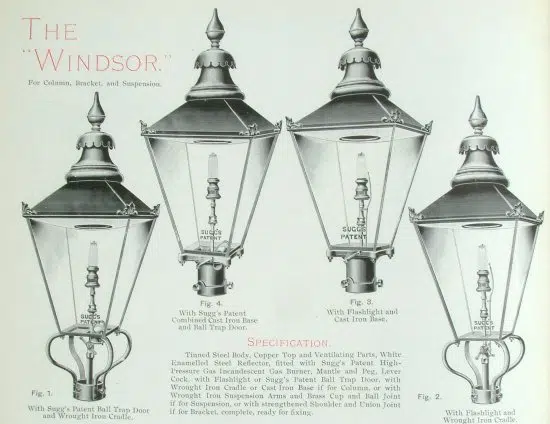 The
"Windsor."
For Column, Bracket, and Suspension.
SUGG'S
PATENT
SUGG'S
PATENT
Fig. 4.
With Sugg's Patent
Combined Cast Iron Base
and Ball Trap Door.
Fig. 3.
With Flashlight and
Cast Iron Base.
SUGG'S
PATENT
SUGG'S
PATENT
Specification.
Tinned Steel Body, Copper Top and Ventilating Parts, White
Enamelled Steel Reflector, fitted with Sugg's Patent High-
Pressure Gas Incandescent Gas Burner, Mantle and Peg, Lever
Cock, with Flashlight or Sugg's Patent Ball Trap Door, with
Wrought Iron Cradle or Cast Iron Base if for Column, or with
Wrought Iron Suspension Arms and Brass Cup and Ball Joint
if for Suspension, or with strengthened Shoulder and Union Joint
if for Bracket, complete, ready for fixing.
Fig. 1.
With Sugg's Patent Ball Trap Door
and Wrought Iron Cradle.
Fig. 2.
With Flashlight and
Wrought Iron Cradle.